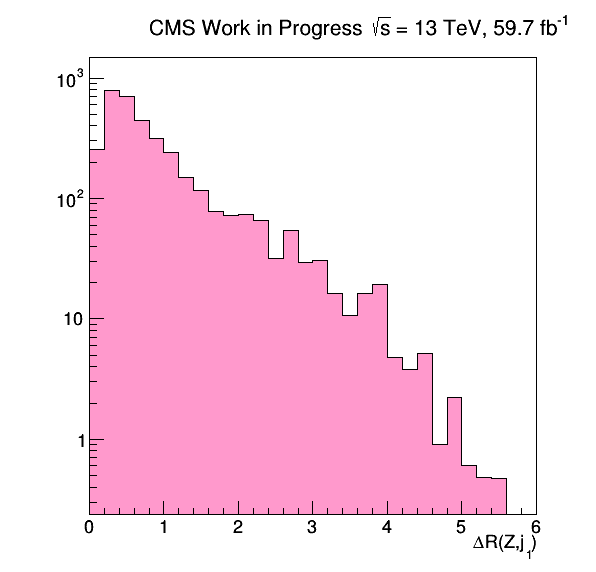 CMS Work in Progress √s = 13 TeV, 59.7 fb⁻¹
10³
10²
10
1
0 1 2 3 4 5 6
ΔR(Z,j₁)